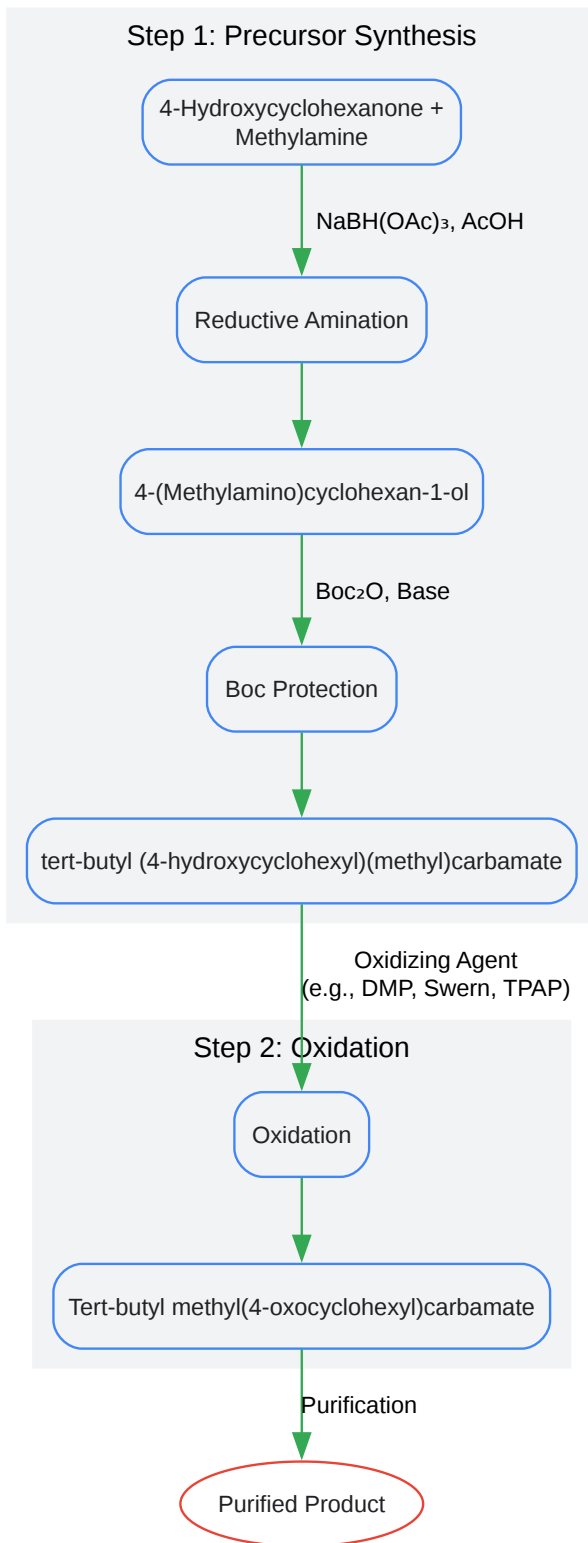 Step 1: Precursor Synthesis
4-Hydroxycyclohexanone +
Methylamine
NaBH(OAc)₃, AcOH
Reductive Amination
4-(Methylamino)cyclohexan-1-ol
Boc₂O, Base
Boc Protection
tert-butyl (4-hydroxycyclohexyl)(methyl)carbamate
Oxidizing Agent
(e.g., DMP, Swern, TPAP)
Step 2: Oxidation
Oxidation
Tert-butyl methyl(4-oxocyclohexyl)carbamate
Purification
Purified Product